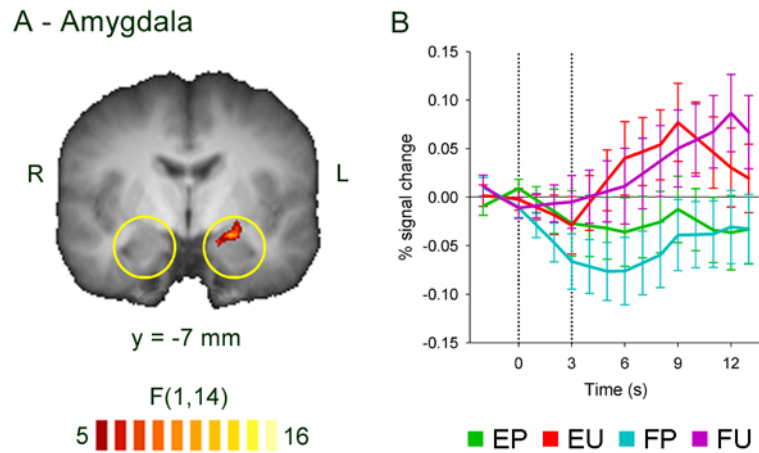 A - Amygdala
R
L
y = -7 mm
F(1,14)
5
16
B
% signal change
0.15
0.10
0.05
0.00
-0.05
-0.10
-0.15
0
3
6
9
12
Time (s)
EP
EU
FP
FU